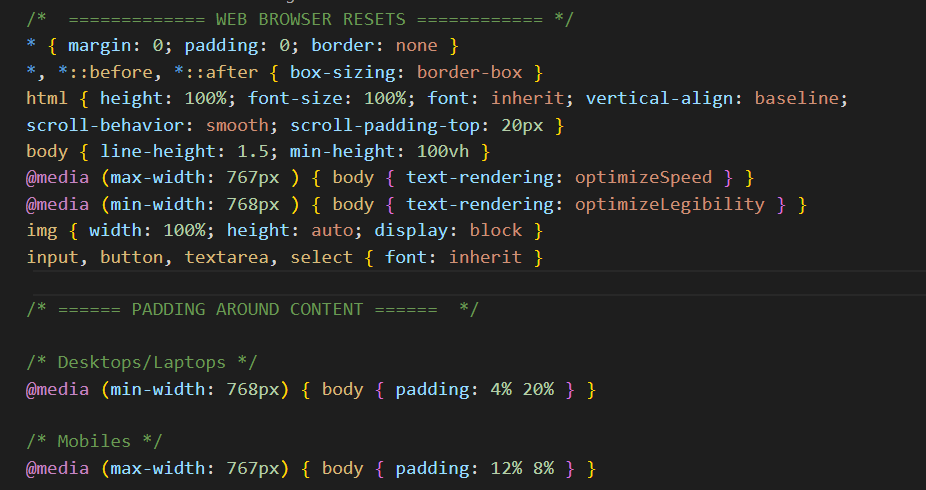 /*  ============= WEB BROWSER RESETS ============ */
* { margin: 0; padding: 0; border: none }
*, *::before, *::after { box-sizing: border-box }
html { height: 100%; font-size: 100%; font: inherit; vertical-align: baseline;
scroll-behavior: smooth; scroll-padding-top: 20px }
body { line-height: 1.5; min-height: 100vh }
@media (max-width: 767px ) { body { text-rendering: optimizeSpeed } }
@media (min-width: 768px ) { body { text-rendering: optimizeLegibility } }
img { width: 100%; height: auto; display: block }
input, button, textarea, select { font: inherit }
/* ====== PADDING AROUND CONTENT ======  */
/* Desktops/Laptops */
@media (min-width: 768px) { body { padding: 4% 20% } }
/* Mobiles */
@media (max-width: 767px) { body { padding: 12% 8% } }